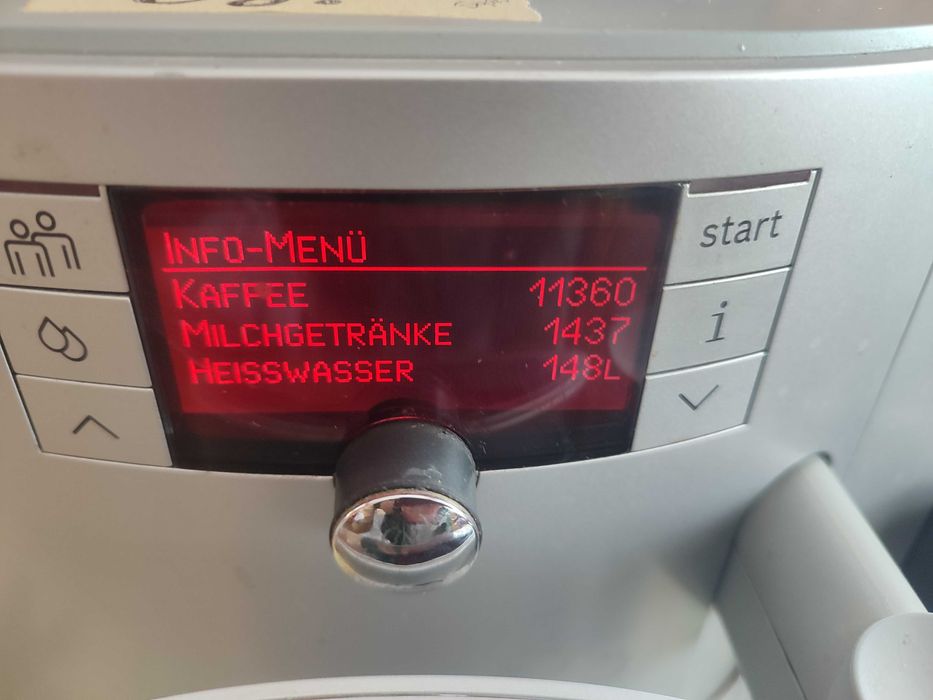 INFO-MENÜ
KAFFEE 11360
MILCHGETRÄNKE 1437
HEISSWASSER 148L
start
i